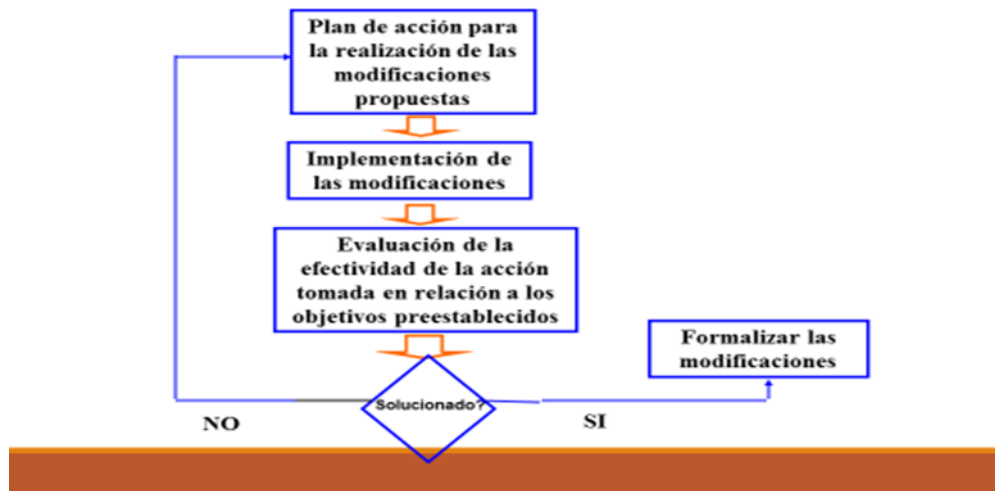 Plan de acción para
la realización de las
modificaciones
propuestas
Implementación de
las modificaciones
Evaluación de la
efectividad de la acción
tomada en relación a los
objetivos preestablecidos
Formalizar las
modificaciones
Solucionado?
NO
SI